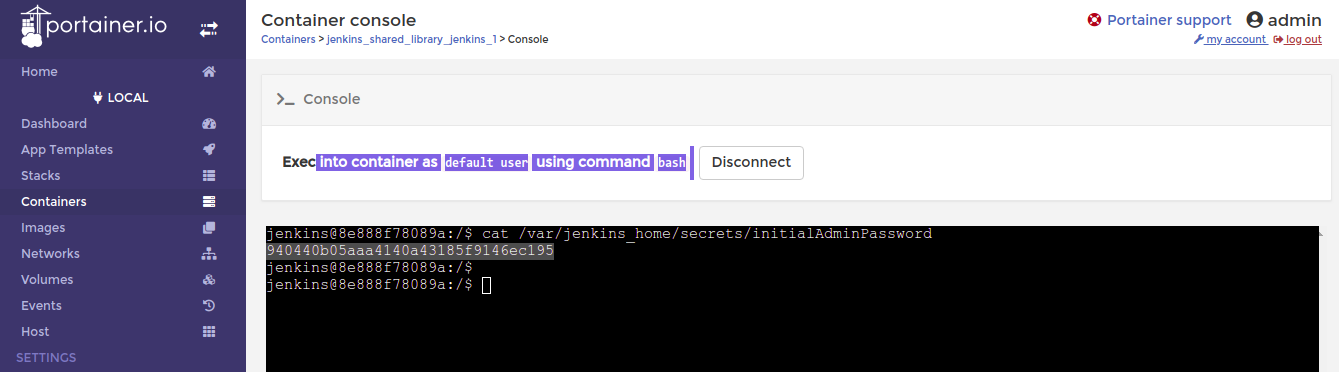 portainer.io
Home
LOCAL
Dashboard
App Templates
Stacks
Containers
Images
Networks
Volumes
Events
Host
SETTINGS
Container console
Containers > jenkins_shared_library_jenkins_1 > Console
Portainer support admin
my account log out
>_ Console
Exec into container as default user using command bash Disconnect
jenkins@8e888f78089a:/$ cat /var/jenkins_home/secrets/initialAdminPassword
940440b05aaa4140a43185f9146ec195
jenkins@8e888f78089a:/$
jenkins@8e888f78089a:/$